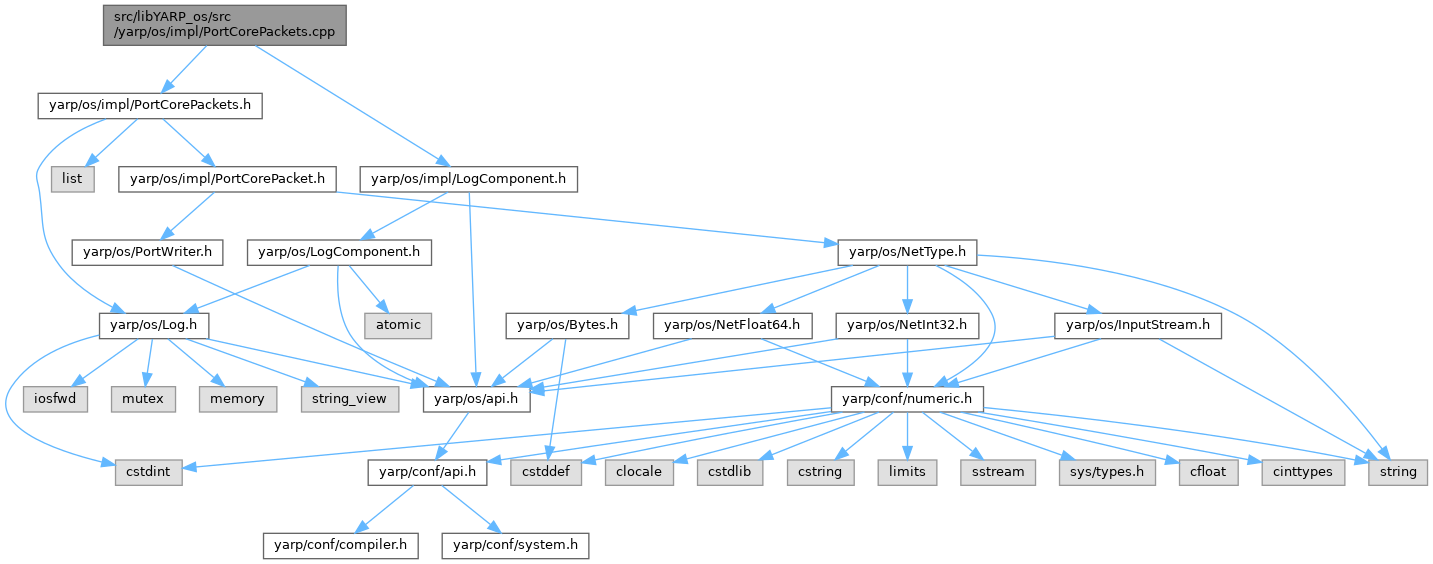 src/libYARP_os/src
/yarp/os/impl/PortCorePackets.cpp
yarp/os/impl/PortCorePackets.h
list
yarp/os/impl/PortCorePacket.h
yarp/os/impl/LogComponent.h
yarp/os/PortWriter.h
yarp/os/LogComponent.h
yarp/os/NetType.h
yarp/os/Log.h
atomic
yarp/os/Bytes.h
yarp/os/NetFloat64.h
yarp/os/NetInt32.h
yarp/os/InputStream.h
iosfwd
mutex
memory
string_view
yarp/os/api.h
yarp/conf/numeric.h
cstdint
yarp/conf/api.h
cstddef
clocale
cstdlib
cstring
limits
sstream
sys/types.h
cfloat
cinttypes
string
yarp/conf/compiler.h
yarp/conf/system.h